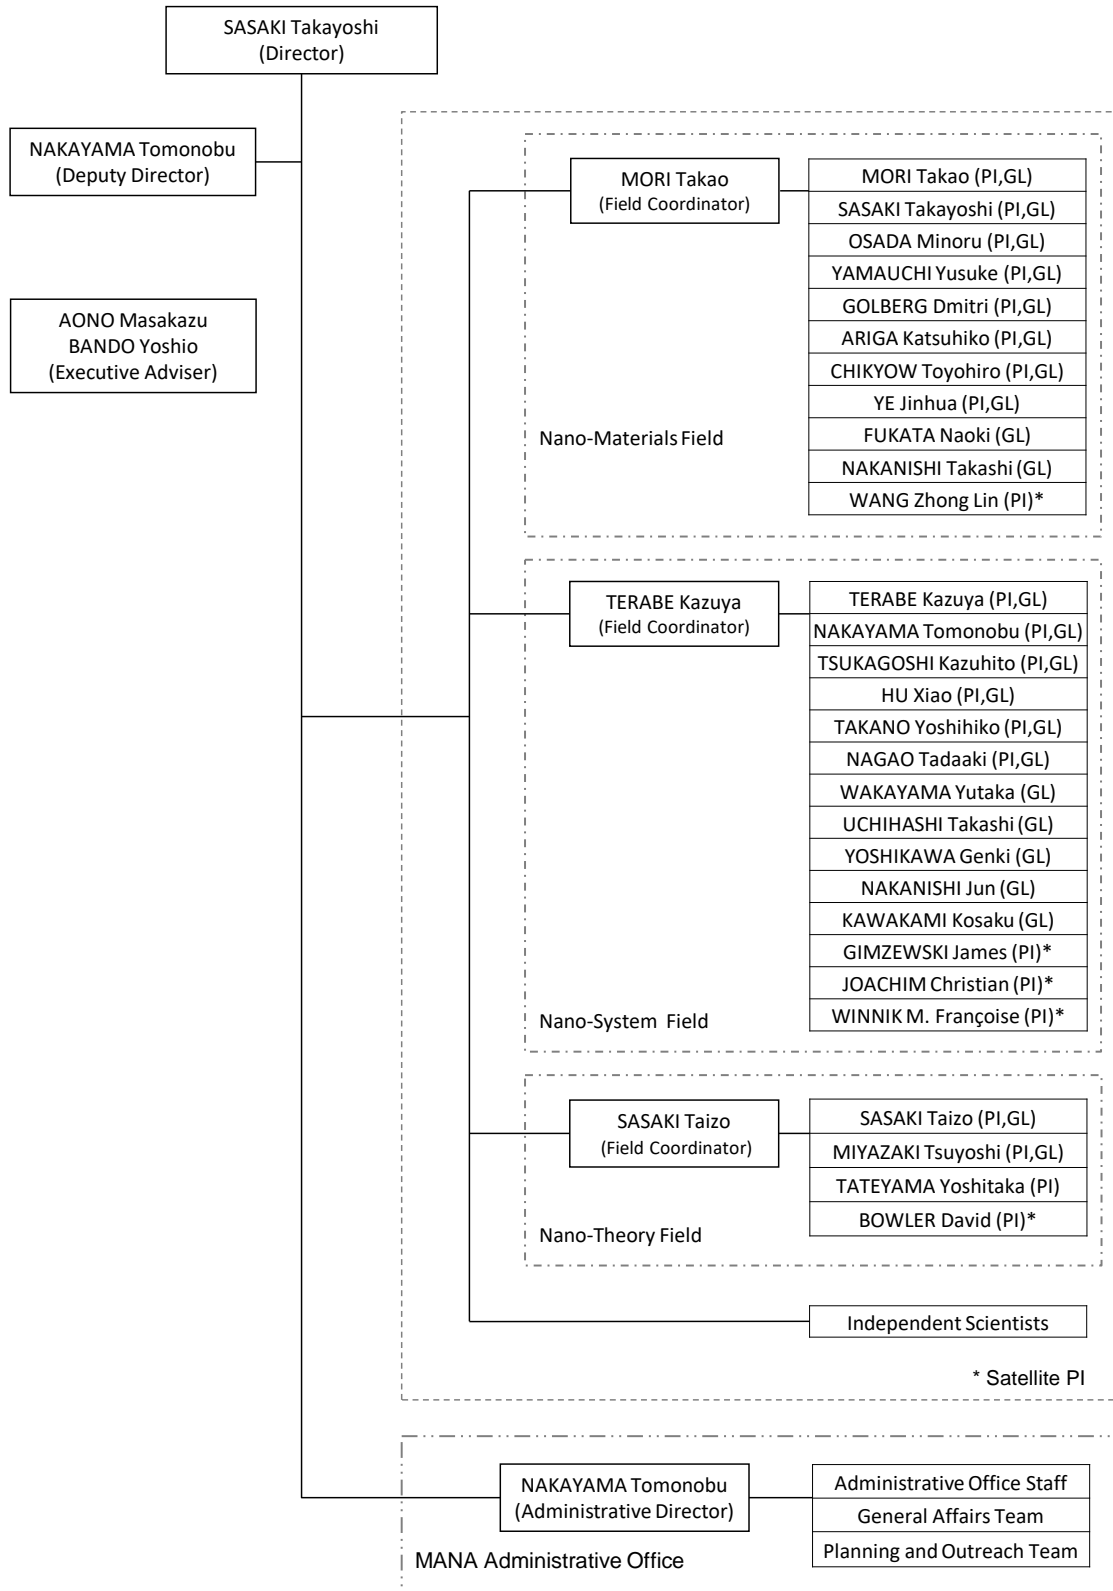 SASAKI Takayoshi
(Director)
NAKAYAMA Tomonobu
(Deputy Director)
AONO Masakazu
BANDO Yoshio
(Executive Adviser)
MORI Takao
(Field Coordinator)
MORI Takao (PI,GL)
SASAKI Takayoshi (PI,GL)
OSADA Minoru (PI,GL)
YAMAUCHI Yusuke (PI,GL)
GOLBERG Dmitri (PI,GL)
ARIGA Katsuhiko (PI,GL)
CHIKYOW Toyohiro (PI,GL)
YE Jinhua (PI,GL)
FUKATA Naoki (GL)
NAKANISHI Takashi (GL)
WANG Zhong Lin (PI)*
Nano-Materials Field
TERABE Kazuya
(Field Coordinator)
TERABE Kazuya (PI,GL)
NAKAYAMA Tomonobu (PI,GL)
TSUKAGOSHI Kazuhito (PI,GL)
HU Xiao (PI,GL)
TAKANO Yoshihiko (PI,GL)
NAGAO Tadaaki (PI,GL)
WAKAYAMA Yutaka (GL)
UCHIHASHI Takashi (GL)
YOSHIKAWA Genki (GL)
NAKANISHI Jun (GL)
KAWAKAMI Kosaku (GL)
GIMZEWSKI James (PI)*
JOACHIM Christian (PI)*
WINNIK M. Françoise (PI)*
Nano-System Field
SASAKI Taizo
(Field Coordinator)
SASAKI Taizo (PI,GL)
MIYAZAKI Tsuyoshi (PI,GL)
TATEYAMA Yoshitaka (PI)
BOWLER David (PI)*
Nano-Theory Field
Independent Scientists
* Satellite PI
NAKAYAMA Tomonobu
(Administrative Director)
Administrative Office Staff
General Affairs Team
Planning and Outreach Team
MANA Administrative Office